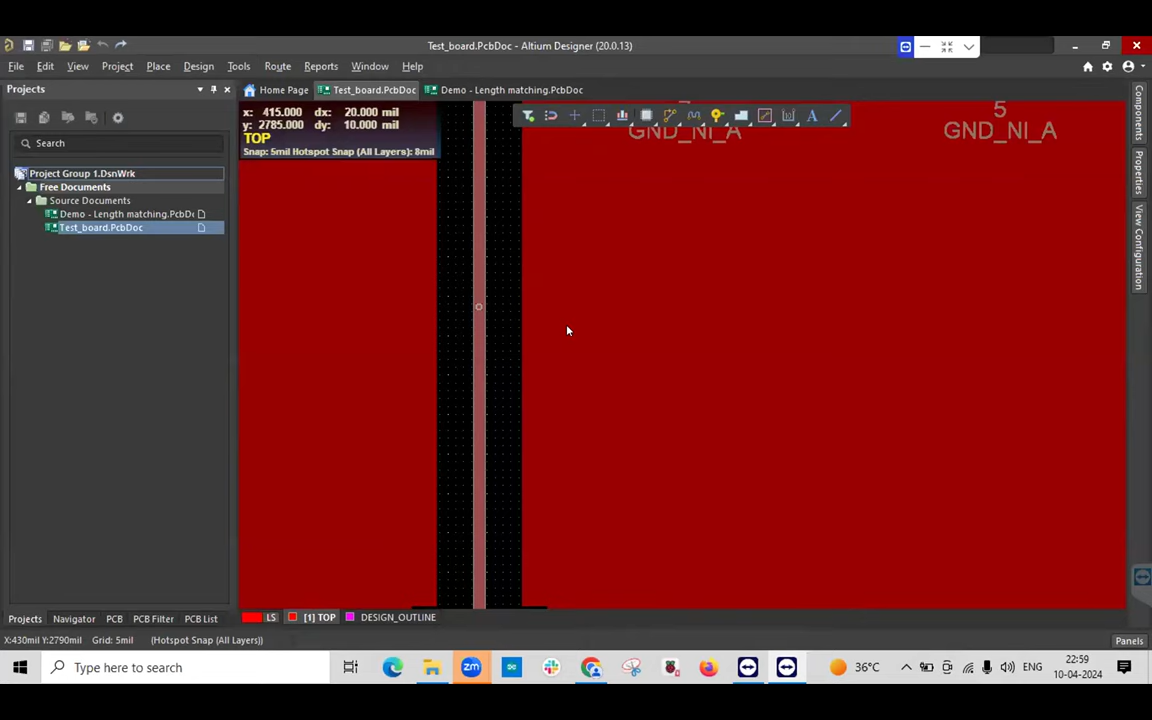 Test_board.PcbDoc - Altium Designer (20.0.13)
File Edit View Project Place Design Tools Route Reports Window Help
Projects
Home Page Test_board.PcbDoc Demo - Length matching.PcbDoc
x: 415.000 dx: 20.000 mil
y: 2785.000 dy: 10.000 mil
TOP
Snap: 5mil Hotspot Snap (All Layers): 8mil
GND_NI_A
5
GND_NI_A
Search
Project Group 1.DsnWrk
Free Documents
Source Documents
Demo - Length matching.PcbDo
Test_board.PcbDoc
Components
Properties
View Configuration
Projects Navigator PCB PCB Filter PCB List
LS [1] TOP DESIGN_OUTLINE
X:430mil Y:2790mil Grid: 5mil (Hotspot Snap (All Layers))
Panels
Type here to search
zm
36°C
ENG
22:59
10-04-2024